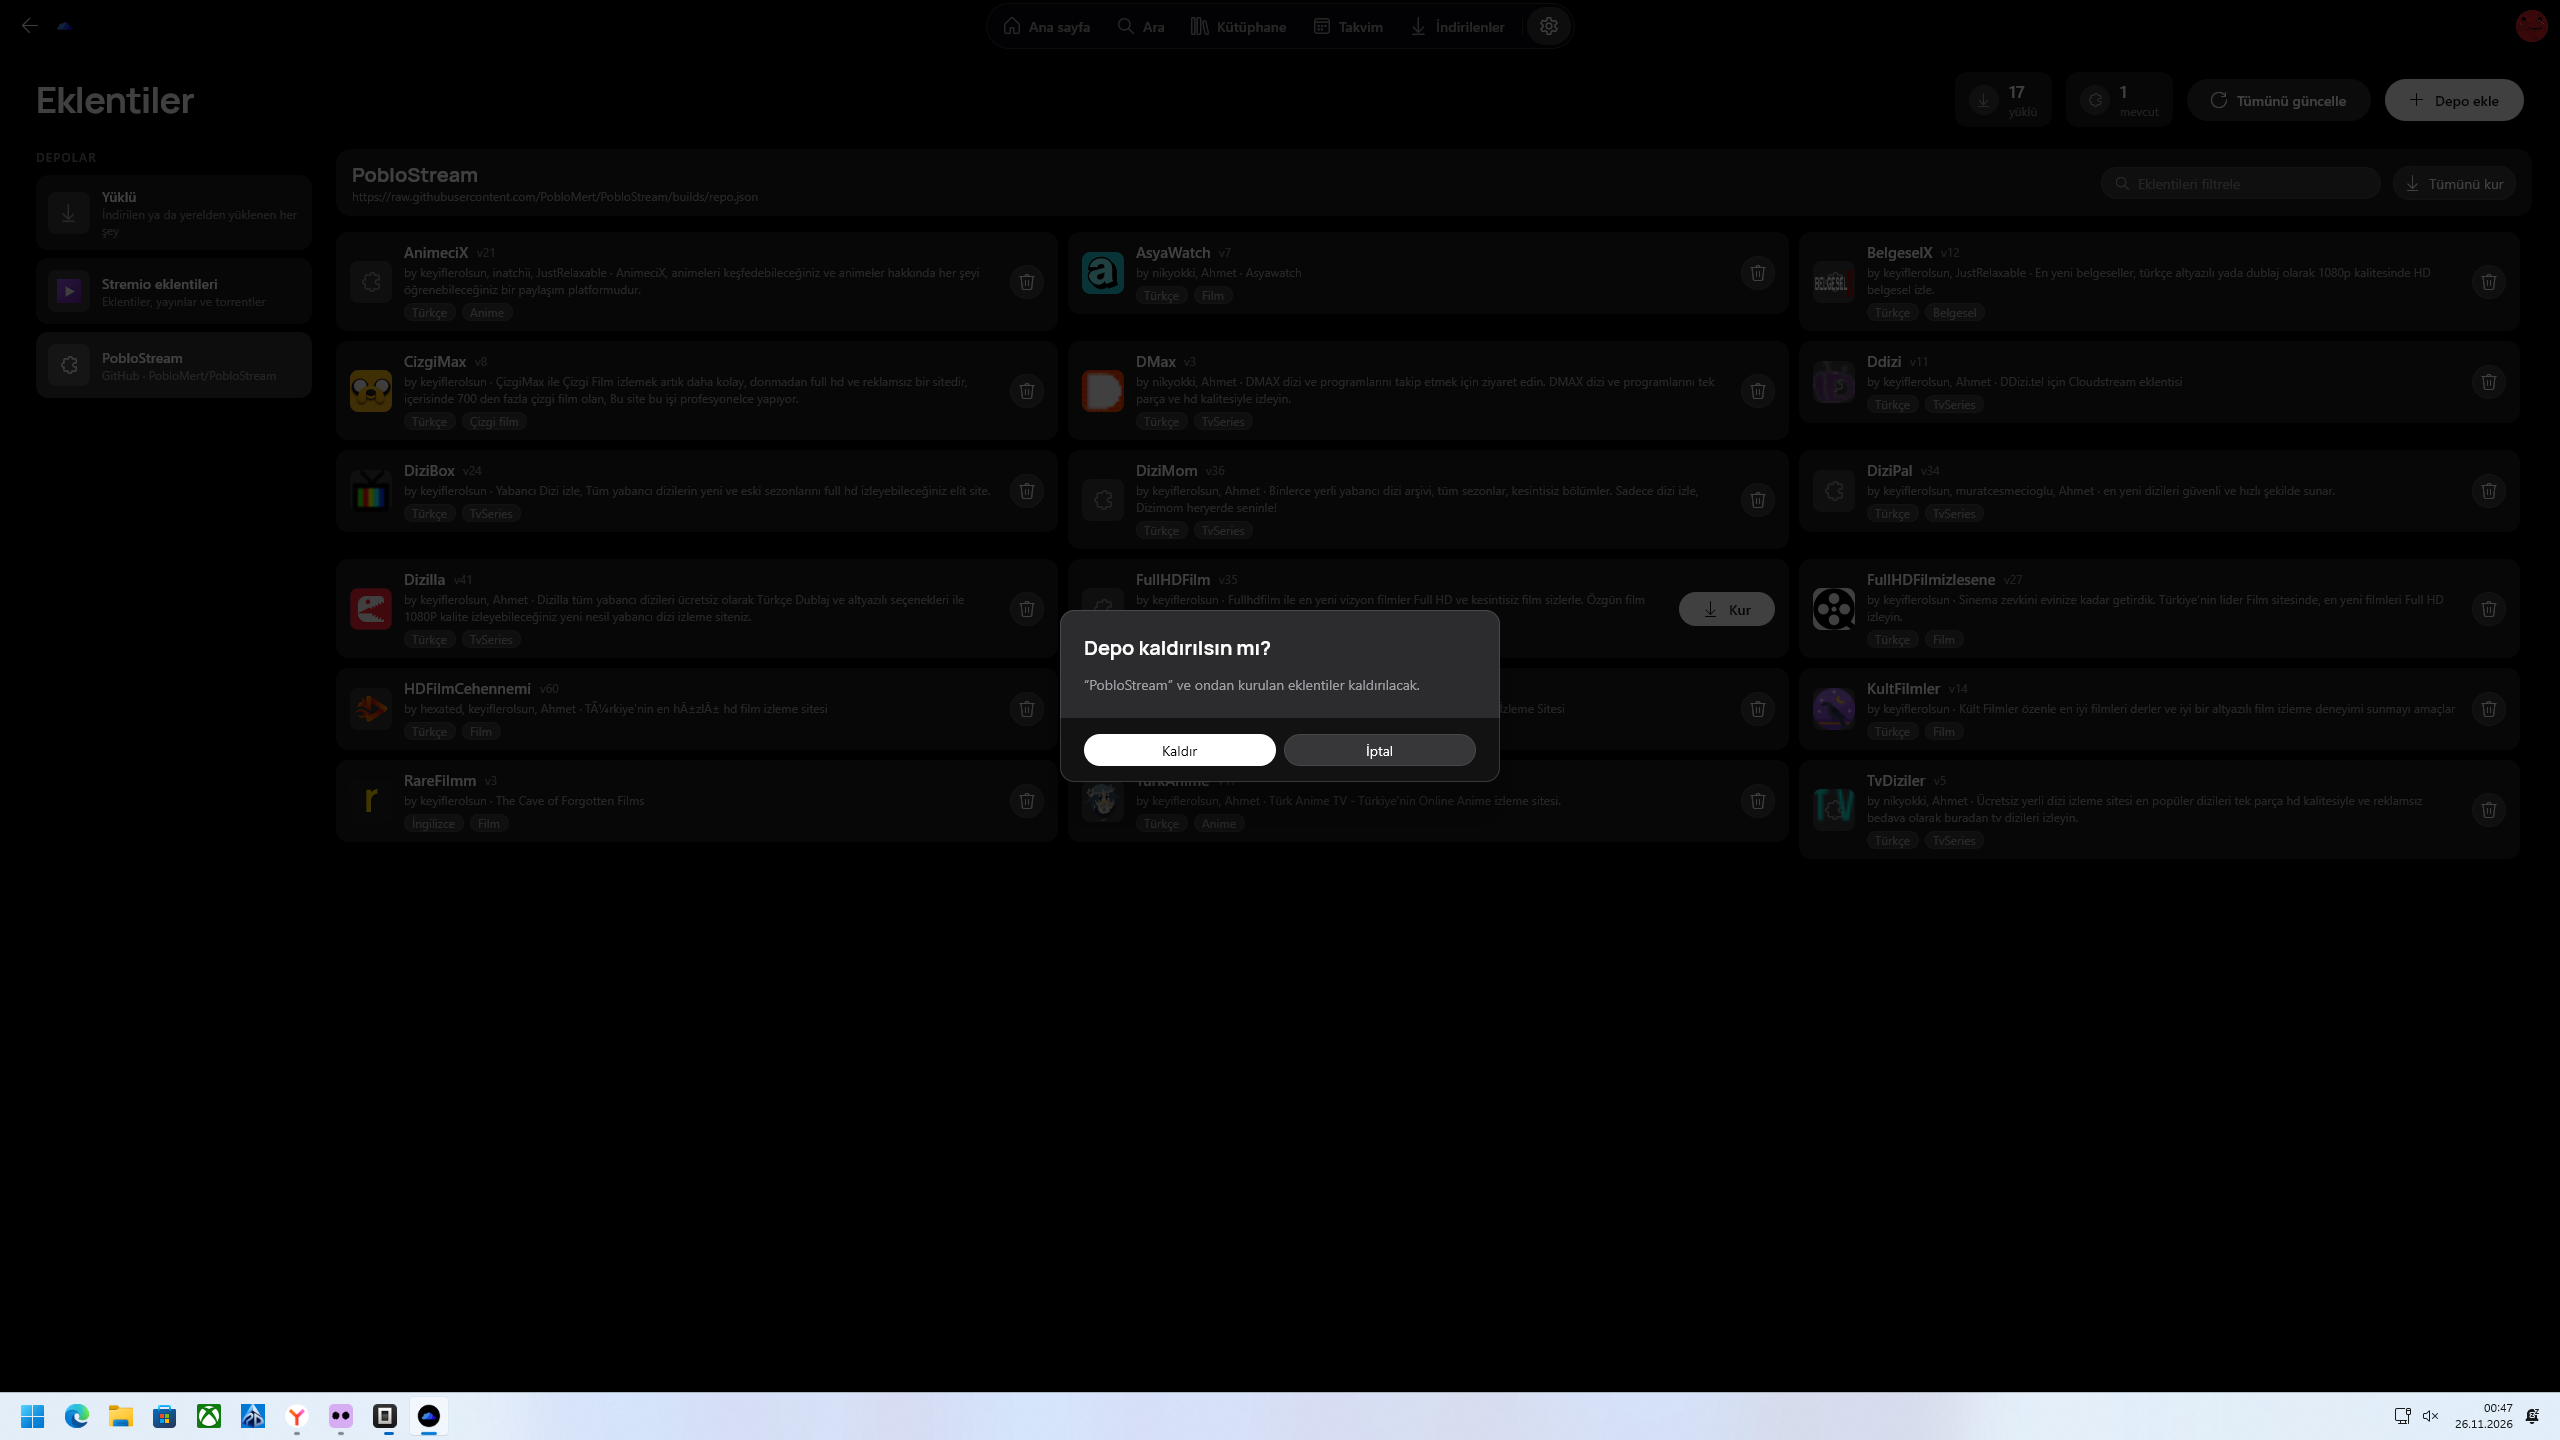 Ana sayfa
Ara
Kütüphane
Takvim
İndirilenler
Eklentiler
17
yüklü
1
mevcut
Tümünü güncelle
Depo ekle
DEPOLAR
Yüklü
İndirilen ya da yerelden yüklenen her
şey
Stremio eklentileri
Eklentiler, yayınlar ve torrentler
PobloStream
GitHub · PobloMert/PobloStream
PobloStream
https://raw.githubusercontent.com/PobloMert/PobloStream/builds/repo.json
Eklentileri filtrele
Tümünü kur
AnimeciX v21
by keyiflerolsun, inatchii, JustRelaxable · AnimeciX, animeleri keşfedebileceğiniz ve animeler hakkında her şeyi
öğrenebileceğiniz bir paylaşım platformudur.
Türkçe Anime
AsyaWatch v7
by nikyokki, Ahmet · Asyawatch
Türkçe Film
BelgeselX v12
by keyiflerolsun, JustRelaxable · En yeni belgeseller, türkçe altyazılı yada dublaj olarak 1080p kalitesinde HD
belgesel izle.
Türkçe Belgesel
CizgiMax v8
by keyiflerolsun · ÇizgiMax ile Çizgi Film izlemek artık daha kolay, donmadan full hd ve reklamsız bir sitedir,
içerisinde 700 den fazla çizgi film olan, Bu site bu işi profesyonelce yapıyor.
Türkçe Çizgi film
DMax v3
by nikyokki, Ahmet · DMAX dizi ve programlarını takip etmek için ziyaret edin. DMAX dizi ve programlarını tek
parça ve hd kalitesiyle izleyin.
Türkçe TvSeries
Ddizi v11
by keyiflerolsun, Ahmet · DDizi.tel için Cloudstream eklentisi
Türkçe TvSeries
DiziBox v24
by keyiflerolsun · Yabancı Dizi izle, Tüm yabancı dizilerin yeni ve eski sezonlarını full hd izleyebileceğiniz elit site.
Türkçe TvSeries
DiziMom v36
by keyiflerolsun, Ahmet · Binlerce yerli yabancı dizi arşivi, tüm sezonlar, kesintisiz bölümler. Sadece dizi izle,
Dizimom heryerde seninle!
Türkçe TvSeries
DiziPal v34
by keyiflerolsun, muratcesmecioglu, Ahmet · en yeni dizileri güvenli ve hızlı şekilde sunar.
Türkçe TvSeries
Dizilla v41
by keyiflerolsun, Ahmet · Dizilla tüm yabancı dizileri ücretsiz olarak Türkçe Dublaj ve altyazılı seçenekleri ile
1080P kalite izleyebileceğiniz yeni nesil yabancı dizi izleme siteniz.
Türkçe TvSeries
FullHDFilm v35
by keyiflerolsun · Fullhdfilm ile en yeni vizyon filmler Full HD ve kesintisiz film sizlerle. Özgün film
Kur
FullHDFilmizlesene v27
by keyiflerolsun · Sinema zevkini evinize kadar getirdik. Türkiye'nin lider Film sitesinde, en yeni filmleri Full HD
izleyin.
Türkçe Film
Depo kaldırılsın mı?
“PobloStream” ve ondan kurulan eklentiler kaldırılacak.
Kaldır
İptal
HDFilmCehennemi v60
by hexated, keyiflerolsun, Ahmet · TÃ¼rkiye'nin en hÄ±zlÄ± hd film izleme sitesi
Türkçe Film
İzleme Sitesi
KultFilmler v14
by keyiflerolsun · Kült Filmler özenle en iyi filmleri derler ve iyi bir altyazılı film izleme deneyimi sunmayı amaçlar
Türkçe Film
RareFilmm v3
by keyiflerolsun · The Cave of Forgotten Films
İngilizce Film
TurkAnime
by keyiflerolsun, Ahmet · Türk Anime TV - Türkiye'nin Online Anime izleme sitesi.
Türkçe Anime
TvDiziler v5
by nikyokki, Ahmet · Ücretsiz yerli dizi izleme sitesi en popüler dizileri tek parça hd kalitesiyle ve reklamsız
bedava olarak buradan tv dizileri izleyin.
Türkçe TvSeries
00:47
26.11.2026